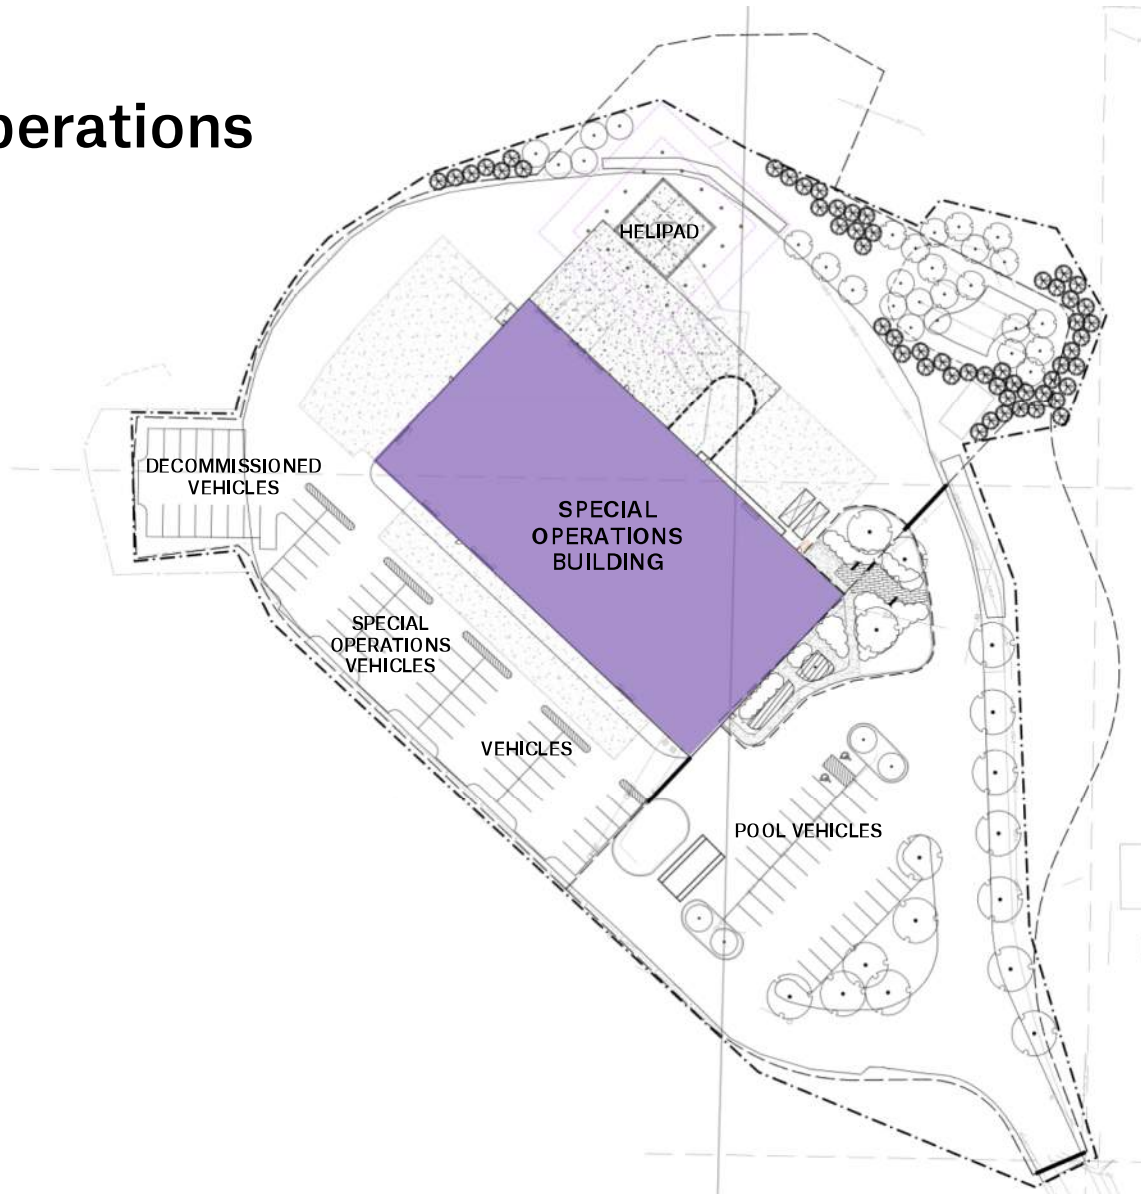 perations
HELIPAD
DECOMMISSIONED
VEHICLES
SPECIAL
OPERATIONS
BUILDING
SPECIAL
OPERATIONS
VEHICLES
VEHICLES
POOL VEHICLES